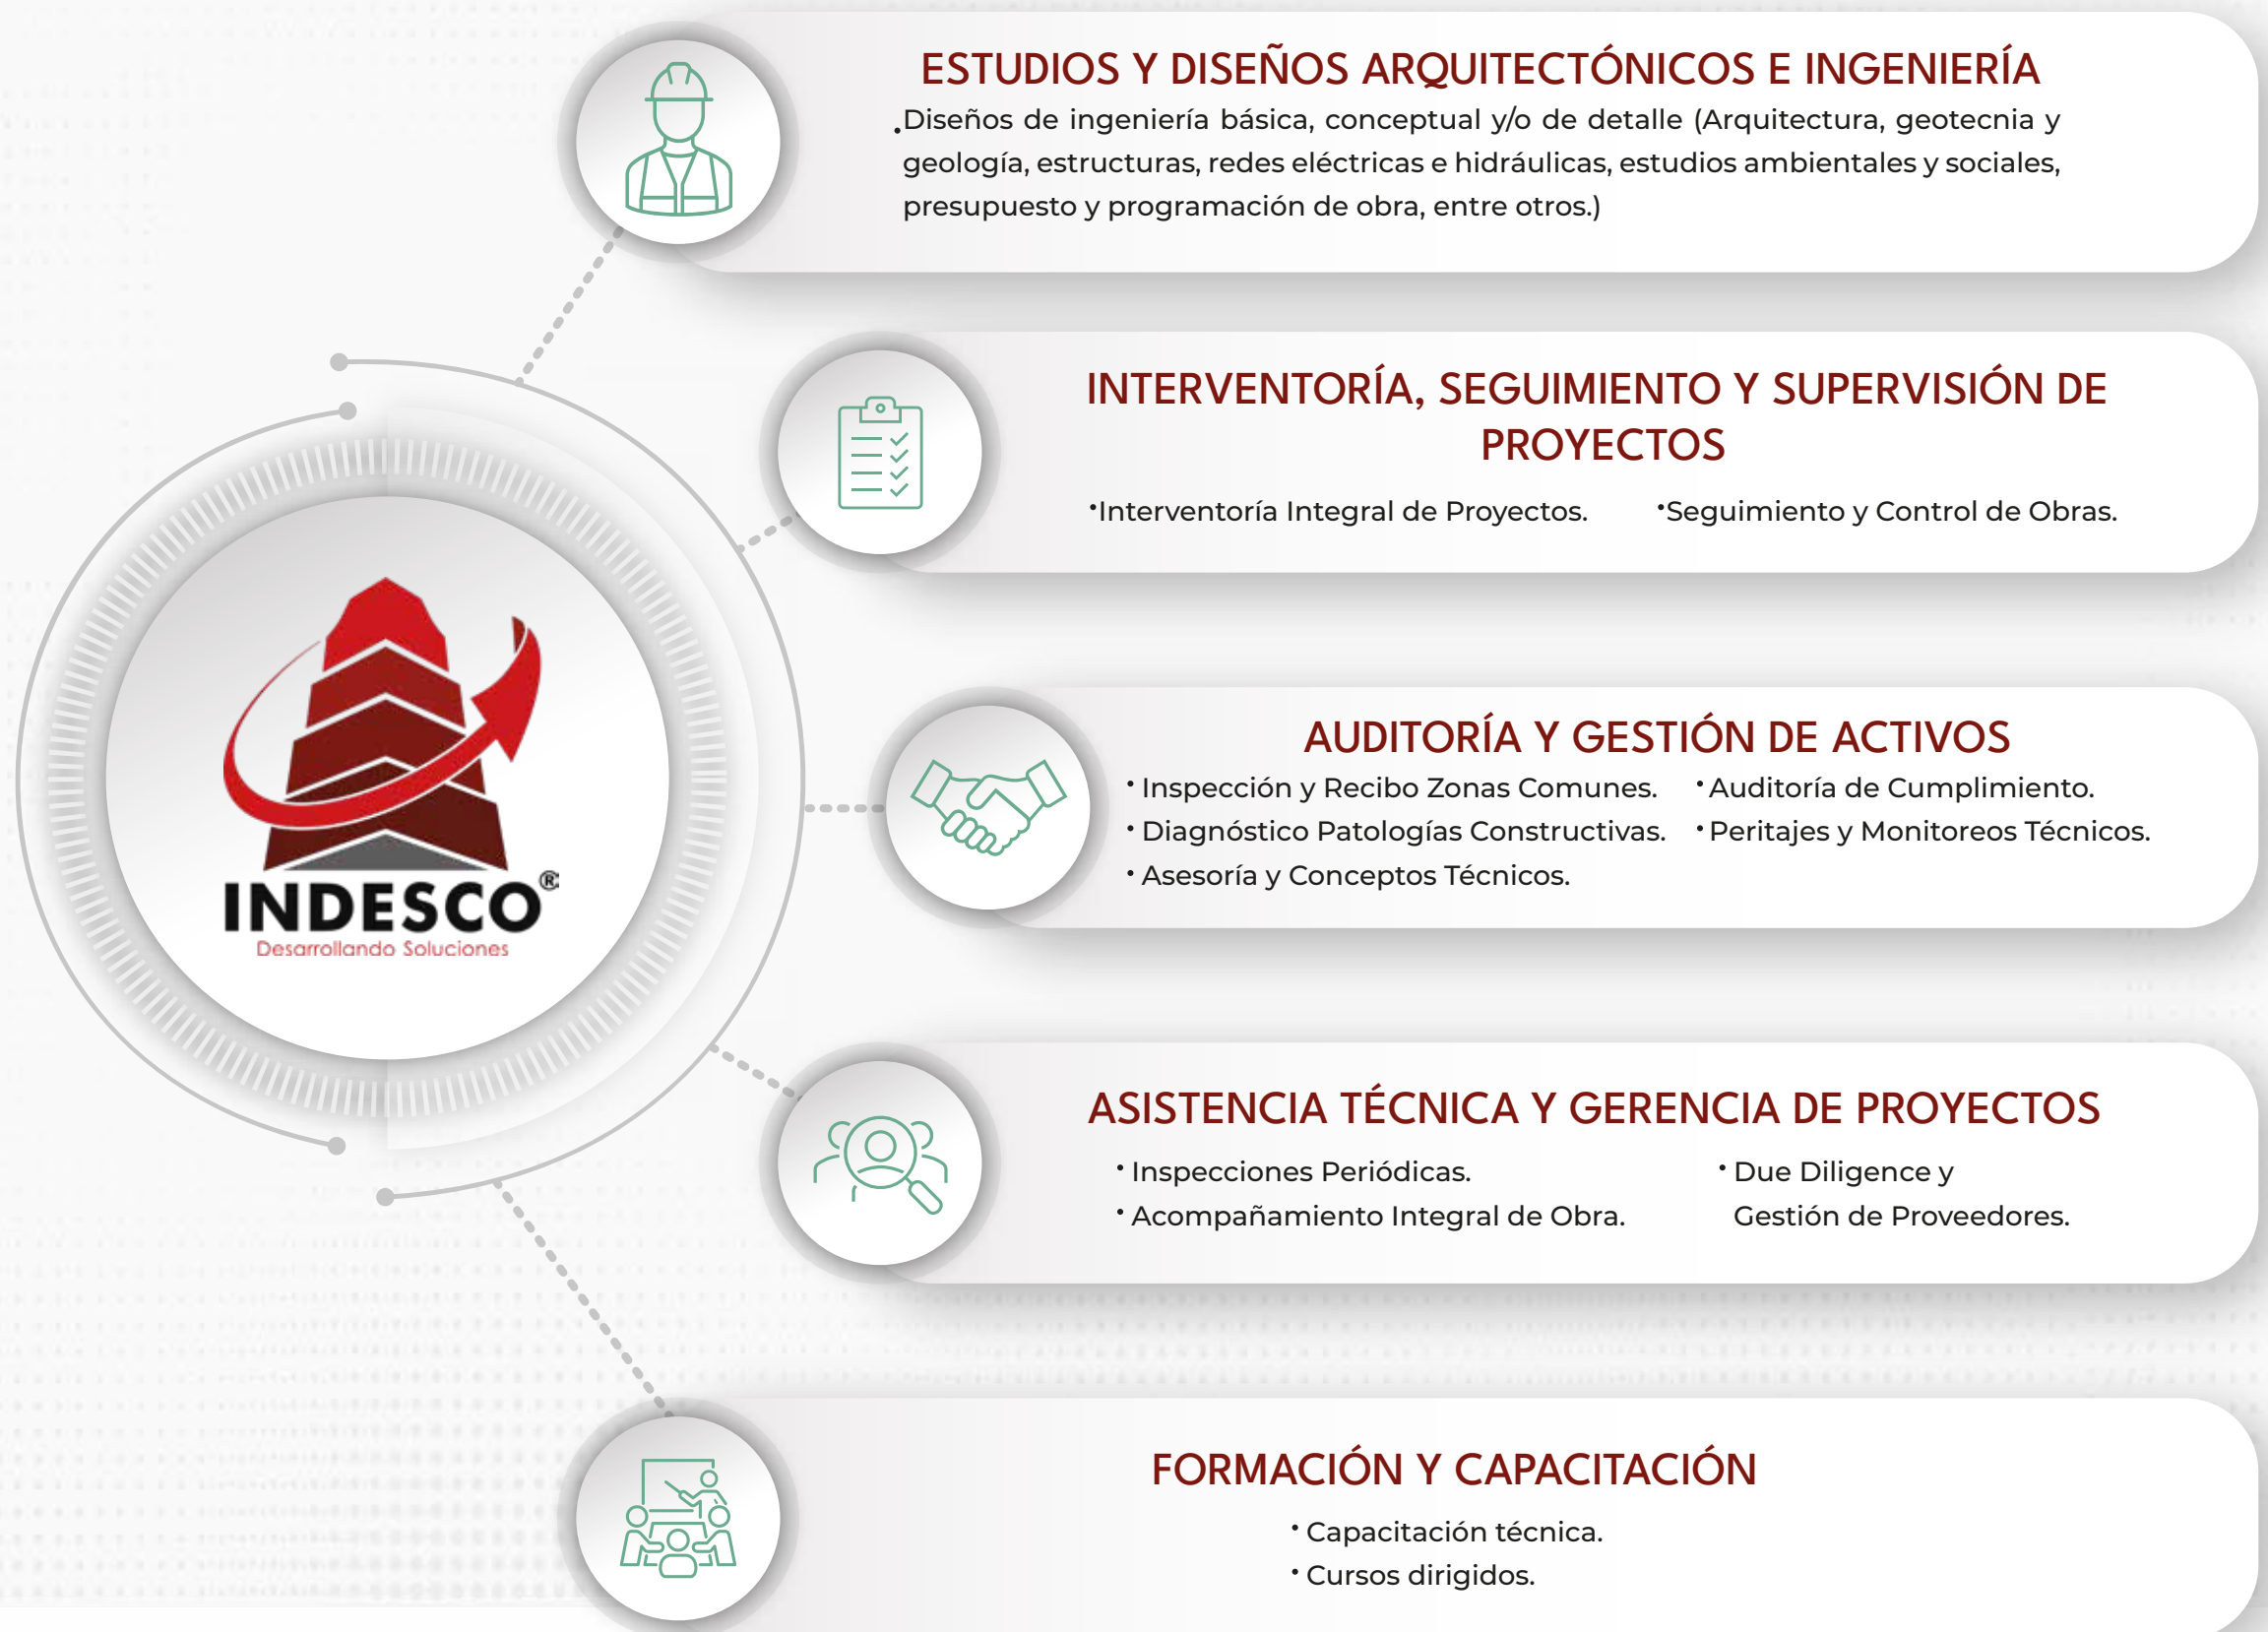 ESTUDIOS Y DISEÑOS ARQUITECTÓNICOS E INGENIERÍA
•Diseños de ingeniería básica, conceptual y/o de detalle (Arquitectura, geotecnia y
geología, estructuras, redes eléctricas e hidráulicas, estudios ambientales y sociales,
presupuesto y programación de obra, entre otros.)
INTERVENTORÍA, SEGUIMIENTO Y SUPERVISIÓN DE
PROYECTOS
•Interventoría Integral de Proyectos.
•Seguimiento y Control de Obras.
INDESCO®
Desarrollando Soluciones
AUDITORÍA Y GESTIÓN DE ACTIVOS
• Inspección y Recibo Zonas Comunes.
• Diagnóstico Patologías Constructivas.
• Asesoría y Conceptos Técnicos.
• Auditoría de Cumplimiento.
• Peritajes y Monitoreos Técnicos.
ASISTENCIA TÉCNICA Y GERENCIA DE PROYECTOS
• Inspecciones Periódicas.
• Acompañamiento Integral de Obra.
• Due Diligence y
Gestión de Proveedores.
FORMACIÓN Y CAPACITACIÓN
• Capacitación técnica.
• Cursos dirigidos.